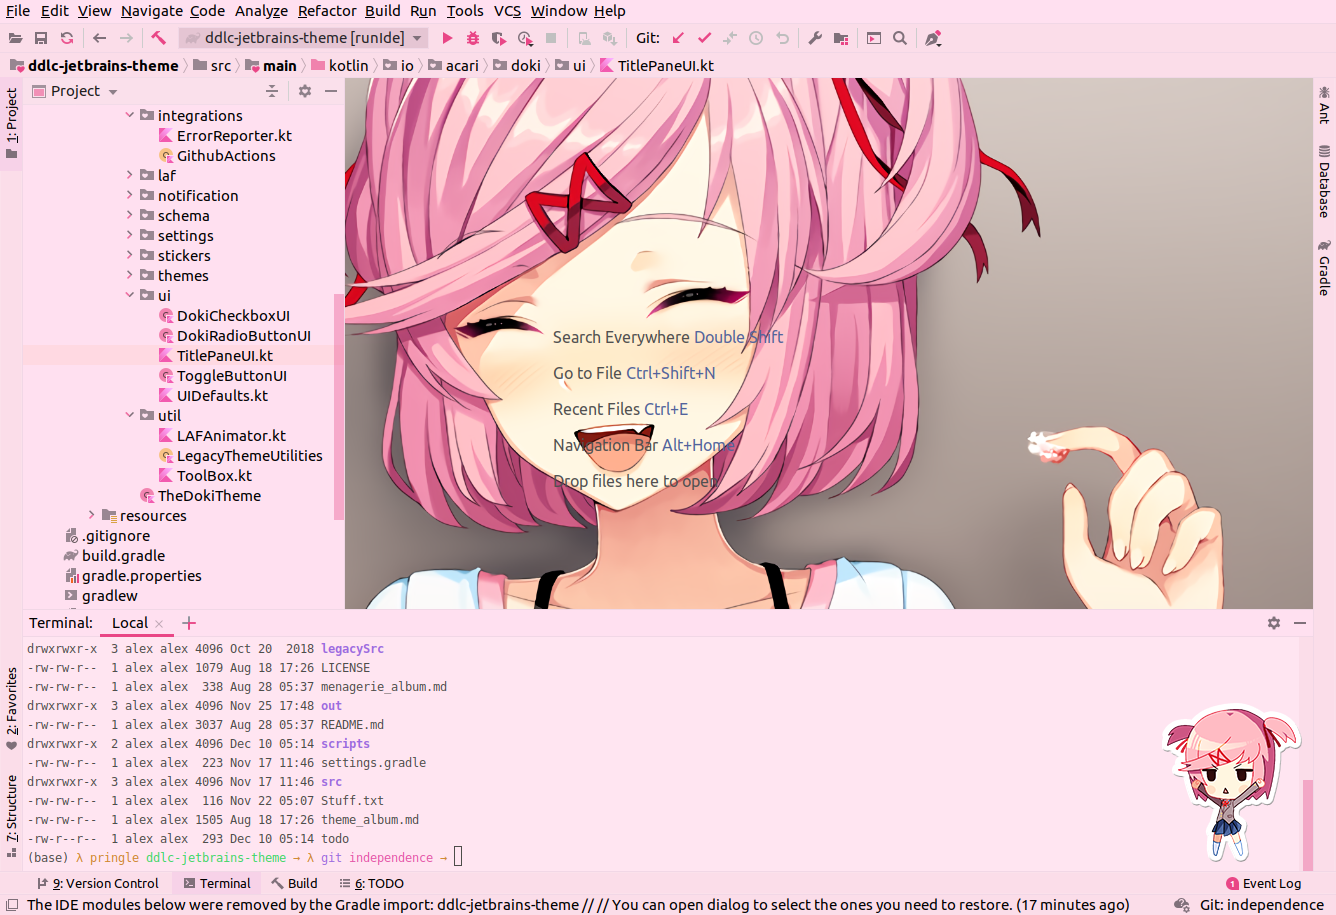 File Edit View Navigate Code Analyze Refactor Build Run Tools VCS Window Help
ddlc-jetbrains-theme [runIde] Git:
ddlc-jetbrains-theme src main kotlin io acari doki ui TitlePaneUI.kt
1: Project
Project
integrations
ErrorReporter.kt
GithubActions
laf
notification
schema
settings
stickers
themes
ui
DokiCheckboxUI
DokiRadioButtonUI
TitlePaneUI.kt
ToggleButtonUI
UIDefaults.kt
util
LAFAnimator.kt
LegacyThemeUtilities
ToolBox.kt
TheDokiTheme
resources
.gitignore
build.gradle
gradle.properties
gradlew
Search Everywhere Double Shift
Go to File Ctrl+Shift+N
Recent Files Ctrl+E
Navigation Bar Alt+Home
Drop files here to open
Ant
Database
Gradle
2: Favorites
7: Structure
Terminal: Local
drwxrwxr-x 3 alex alex 4096 Oct 20 2018 legacySrc
-rw-rw-r-- 1 alex alex 1079 Aug 18 17:26 LICENSE
-rw-rw-r-- 1 alex alex 338 Aug 28 05:37 menagerie_album.md
drwxrwxr-x 3 alex alex 4096 Nov 25 17:48 out
-rw-rw-r-- 1 alex alex 3037 Aug 28 05:37 README.md
drwxrwxr-x 2 alex alex 4096 Dec 10 05:14 scripts
-rw-rw-r-- 1 alex alex 223 Nov 17 11:46 settings.gradle
drwxrwxr-x 3 alex alex 4096 Nov 17 11:46 src
-rw-rw-r-- 1 alex alex 116 Nov 22 05:07 Stuff.txt
-rw-rw-r-- 1 alex alex 1505 Aug 18 17:26 theme_album.md
-rw-r--r-- 1 alex alex 293 Dec 10 05:14 todo
(base) λ pringle ddlc-jetbrains-theme → λ git independence →
9: Version Control Terminal Build 6: TODO 1 Event Log
The IDE modules below were removed by the Gradle import: ddlc-jetbrains-theme // // You can open dialog to select the ones you need to restore. (17 minutes ago) Git: independence